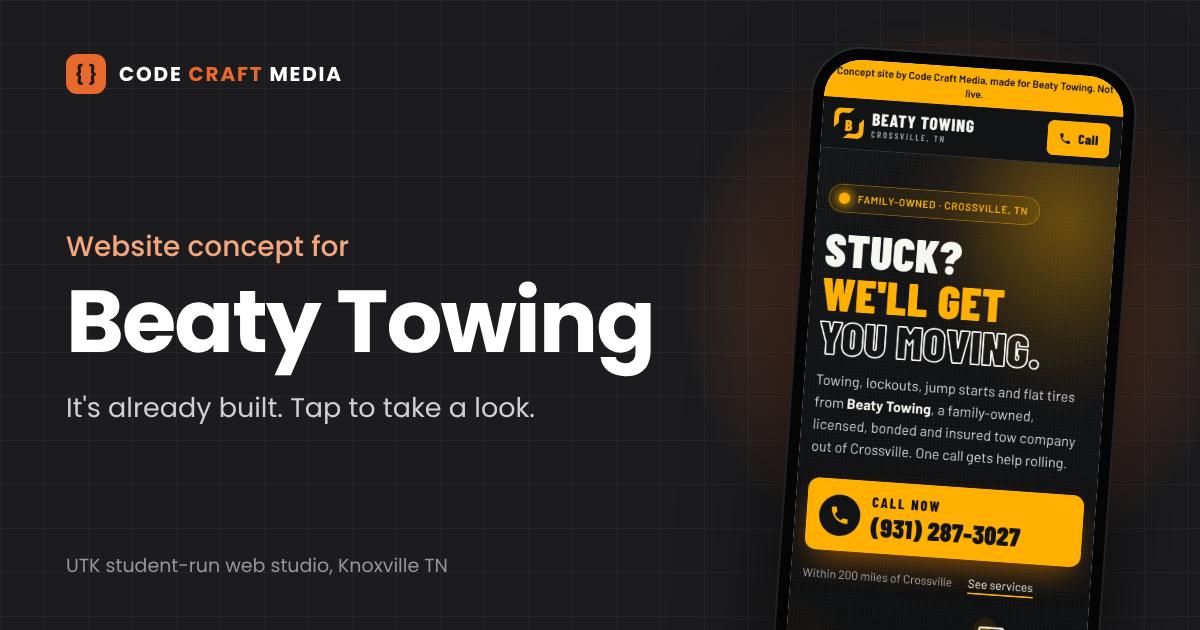 { } CODE CRAFT MEDIA
Website concept for
Beaty Towing
It's already built. Tap to take a look.
UTK student-run web studio, Knoxville TN
Concept site by Code Craft Media, made for Beaty Towing. Not
live.
B
BEATY TOWING
CROSSVILLE, TN
Call
FAMILY-OWNED · CROSSVILLE, TN
STUCK?
WE'LL GET
YOU MOVING.
Towing, lockouts, jump starts and flat tires
from Beaty Towing, a family-owned,
licensed, bonded and insured tow company
out of Crossville. One call gets help rolling.
CALL NOW
(931) 287-3027
Within 200 miles of Crossville
See services